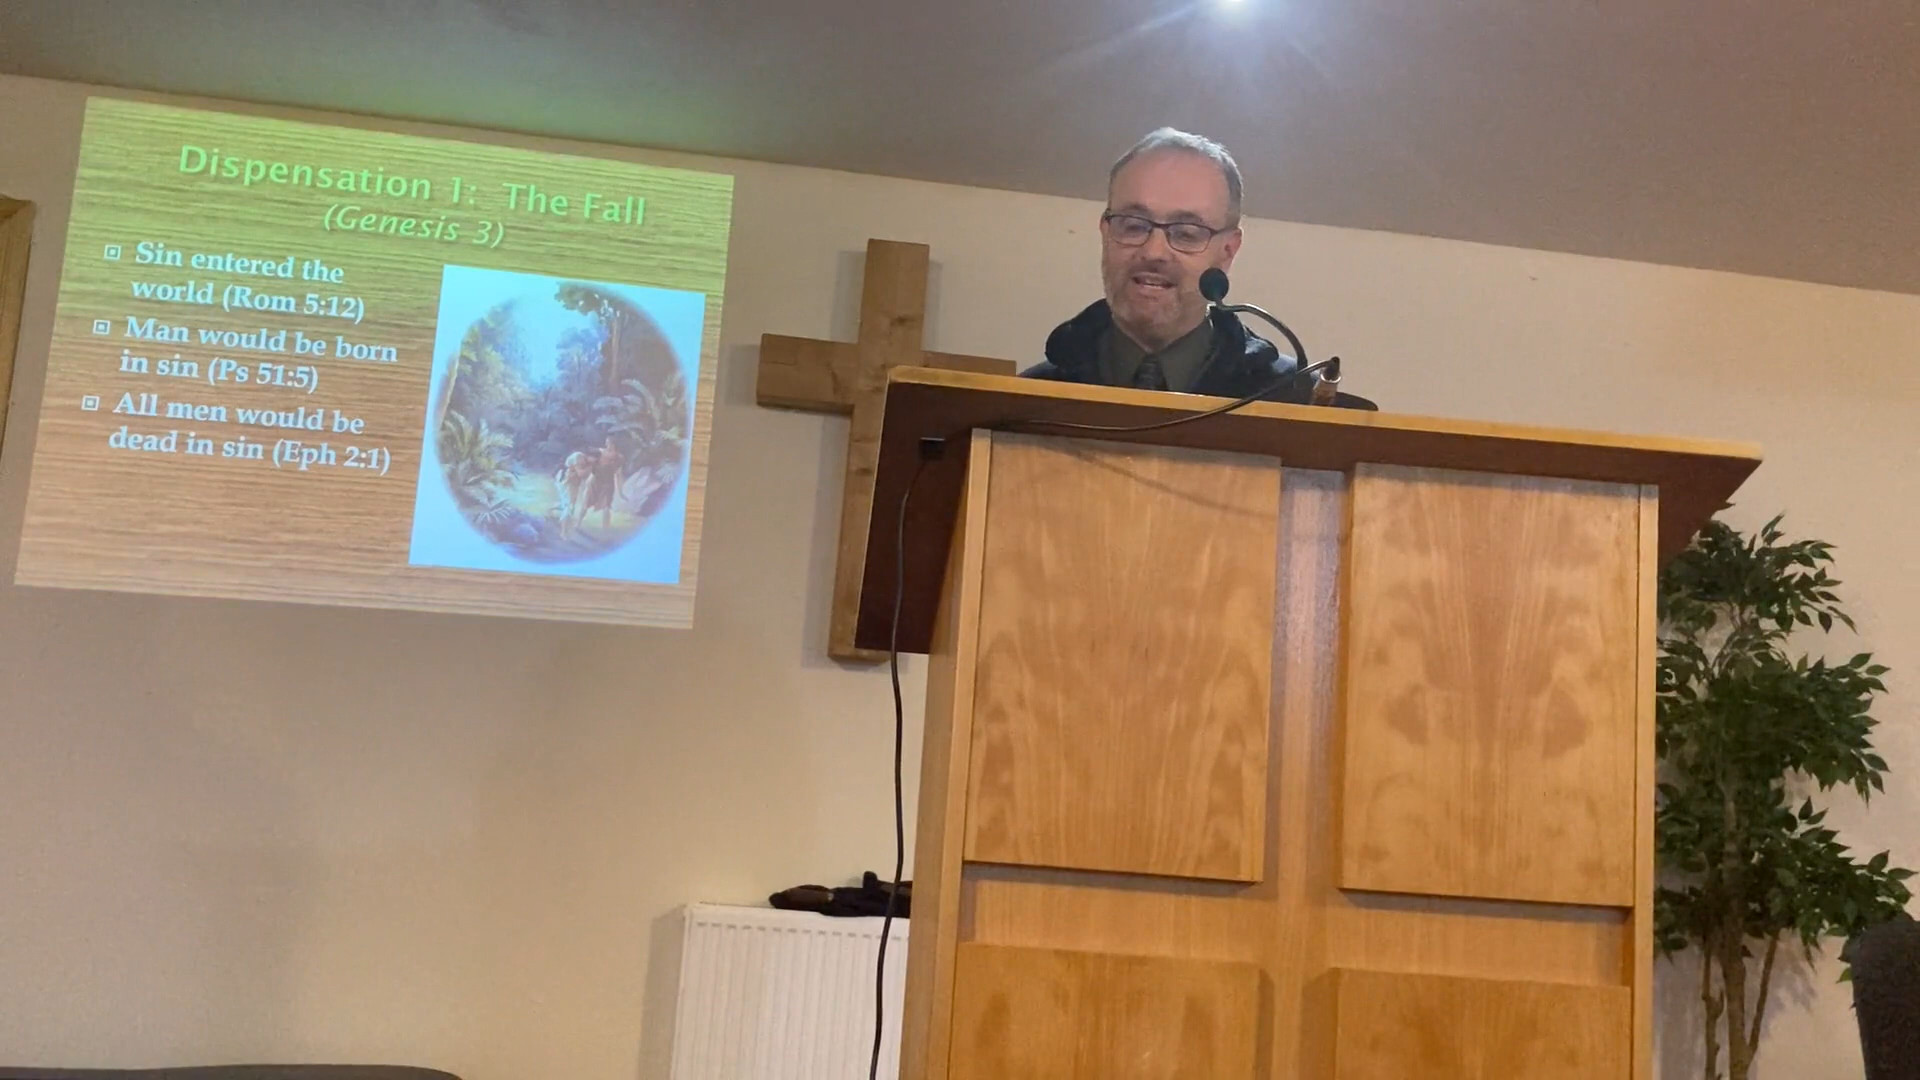 Dispensation 1: The Fall
(Genesis 3)
Sin entered the
world (Rom 5:12)
Man would be born
in sin (Ps 51:5)
All men would be
dead in sin (Eph 2:1)